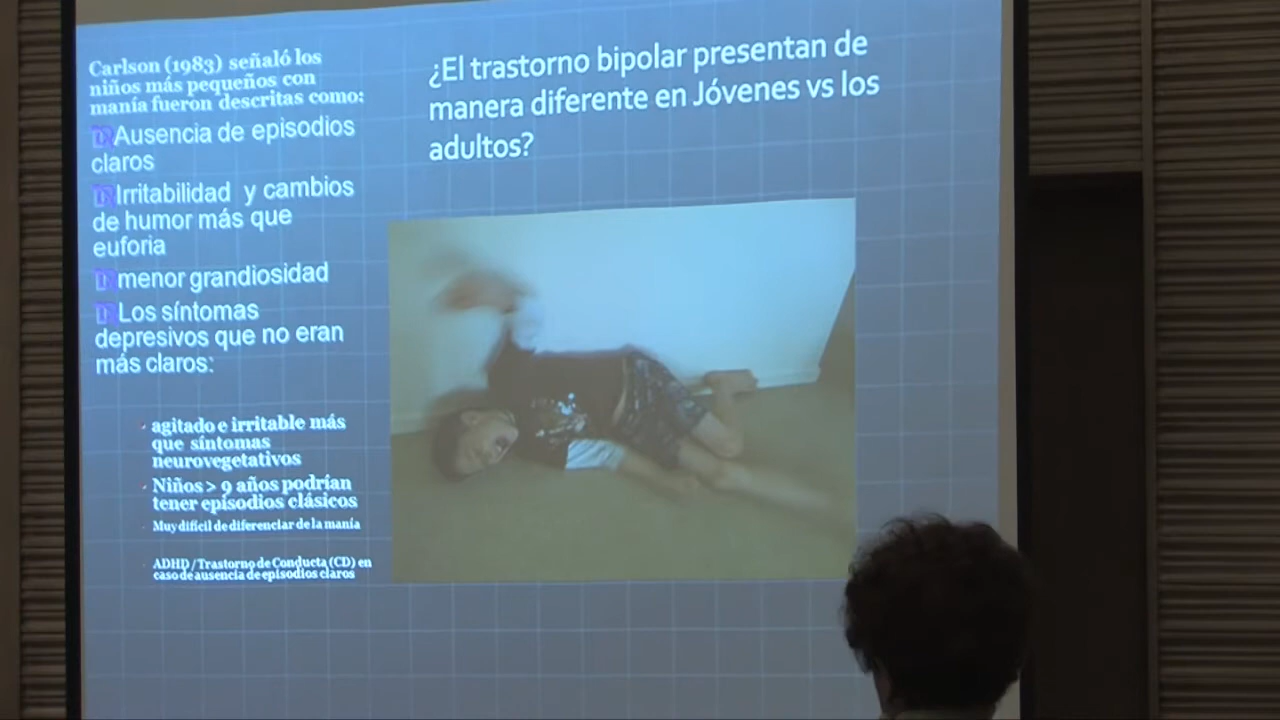 Carlson (1983) señaló los
niños más pequeños con
manía fueron descritas como:
Ausencia de episodios
claros
Irritabilidad y cambios
de humor más que
euforia
menor grandiosidad
Los síntomas
depresivos que no eran
más claros:
agitado e irritable más
que síntomas
neurovegetativos
Niños > 9 años podrían
tener episodios clásicos
Muy difícil de diferenciar de la manía
ADHD / Trastorno de Conducta (CD) en
caso de ausencia de episodios claros
¿El trastorno bipolar presentan de
manera diferente en Jóvenes vs los
adultos?